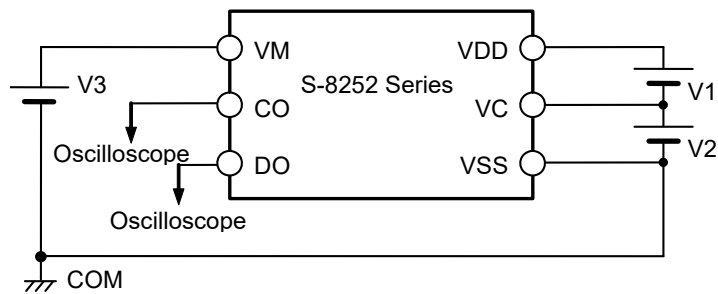 VM
VDD
V3
S-8252 Series
V1
CO
VC
V2
Oscilloscope
DO
VSS
Oscilloscope
COM